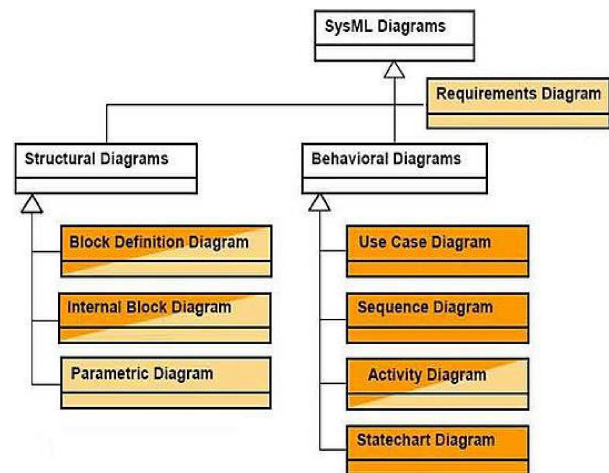 SysML Diagrams
Requirements Diagram
Structural Diagrams
Behavioral Diagrams
Block Definition Diagram
Use Case Diagram
Internal Block Diagram
Sequence Diagram
Parametric Diagram
Activity Diagram
Statechart Diagram